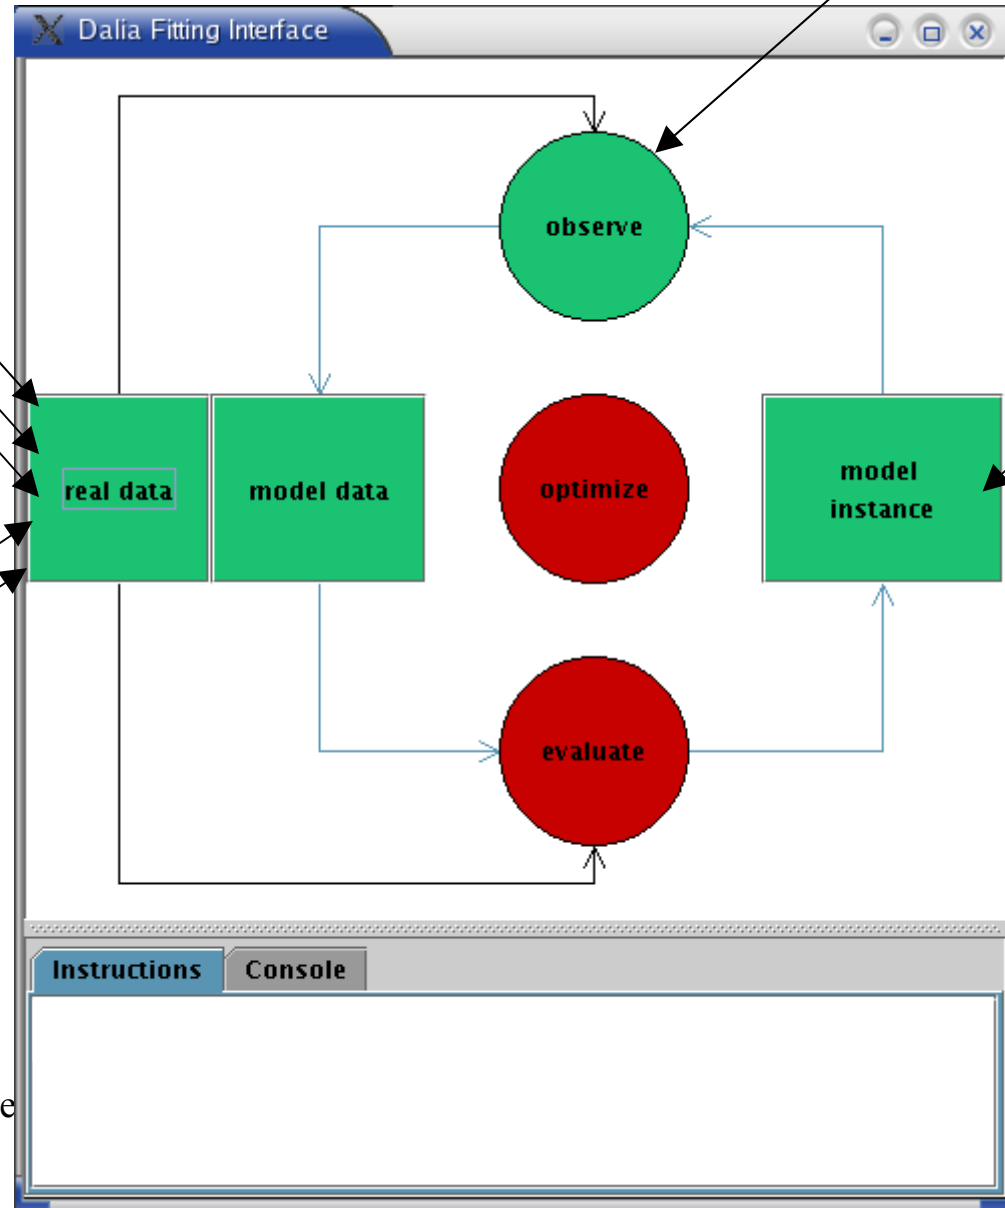 Dalia Fitting Interface
observe
real data
model data
optimize
model
instance
evaluate
Instructions
Console
e